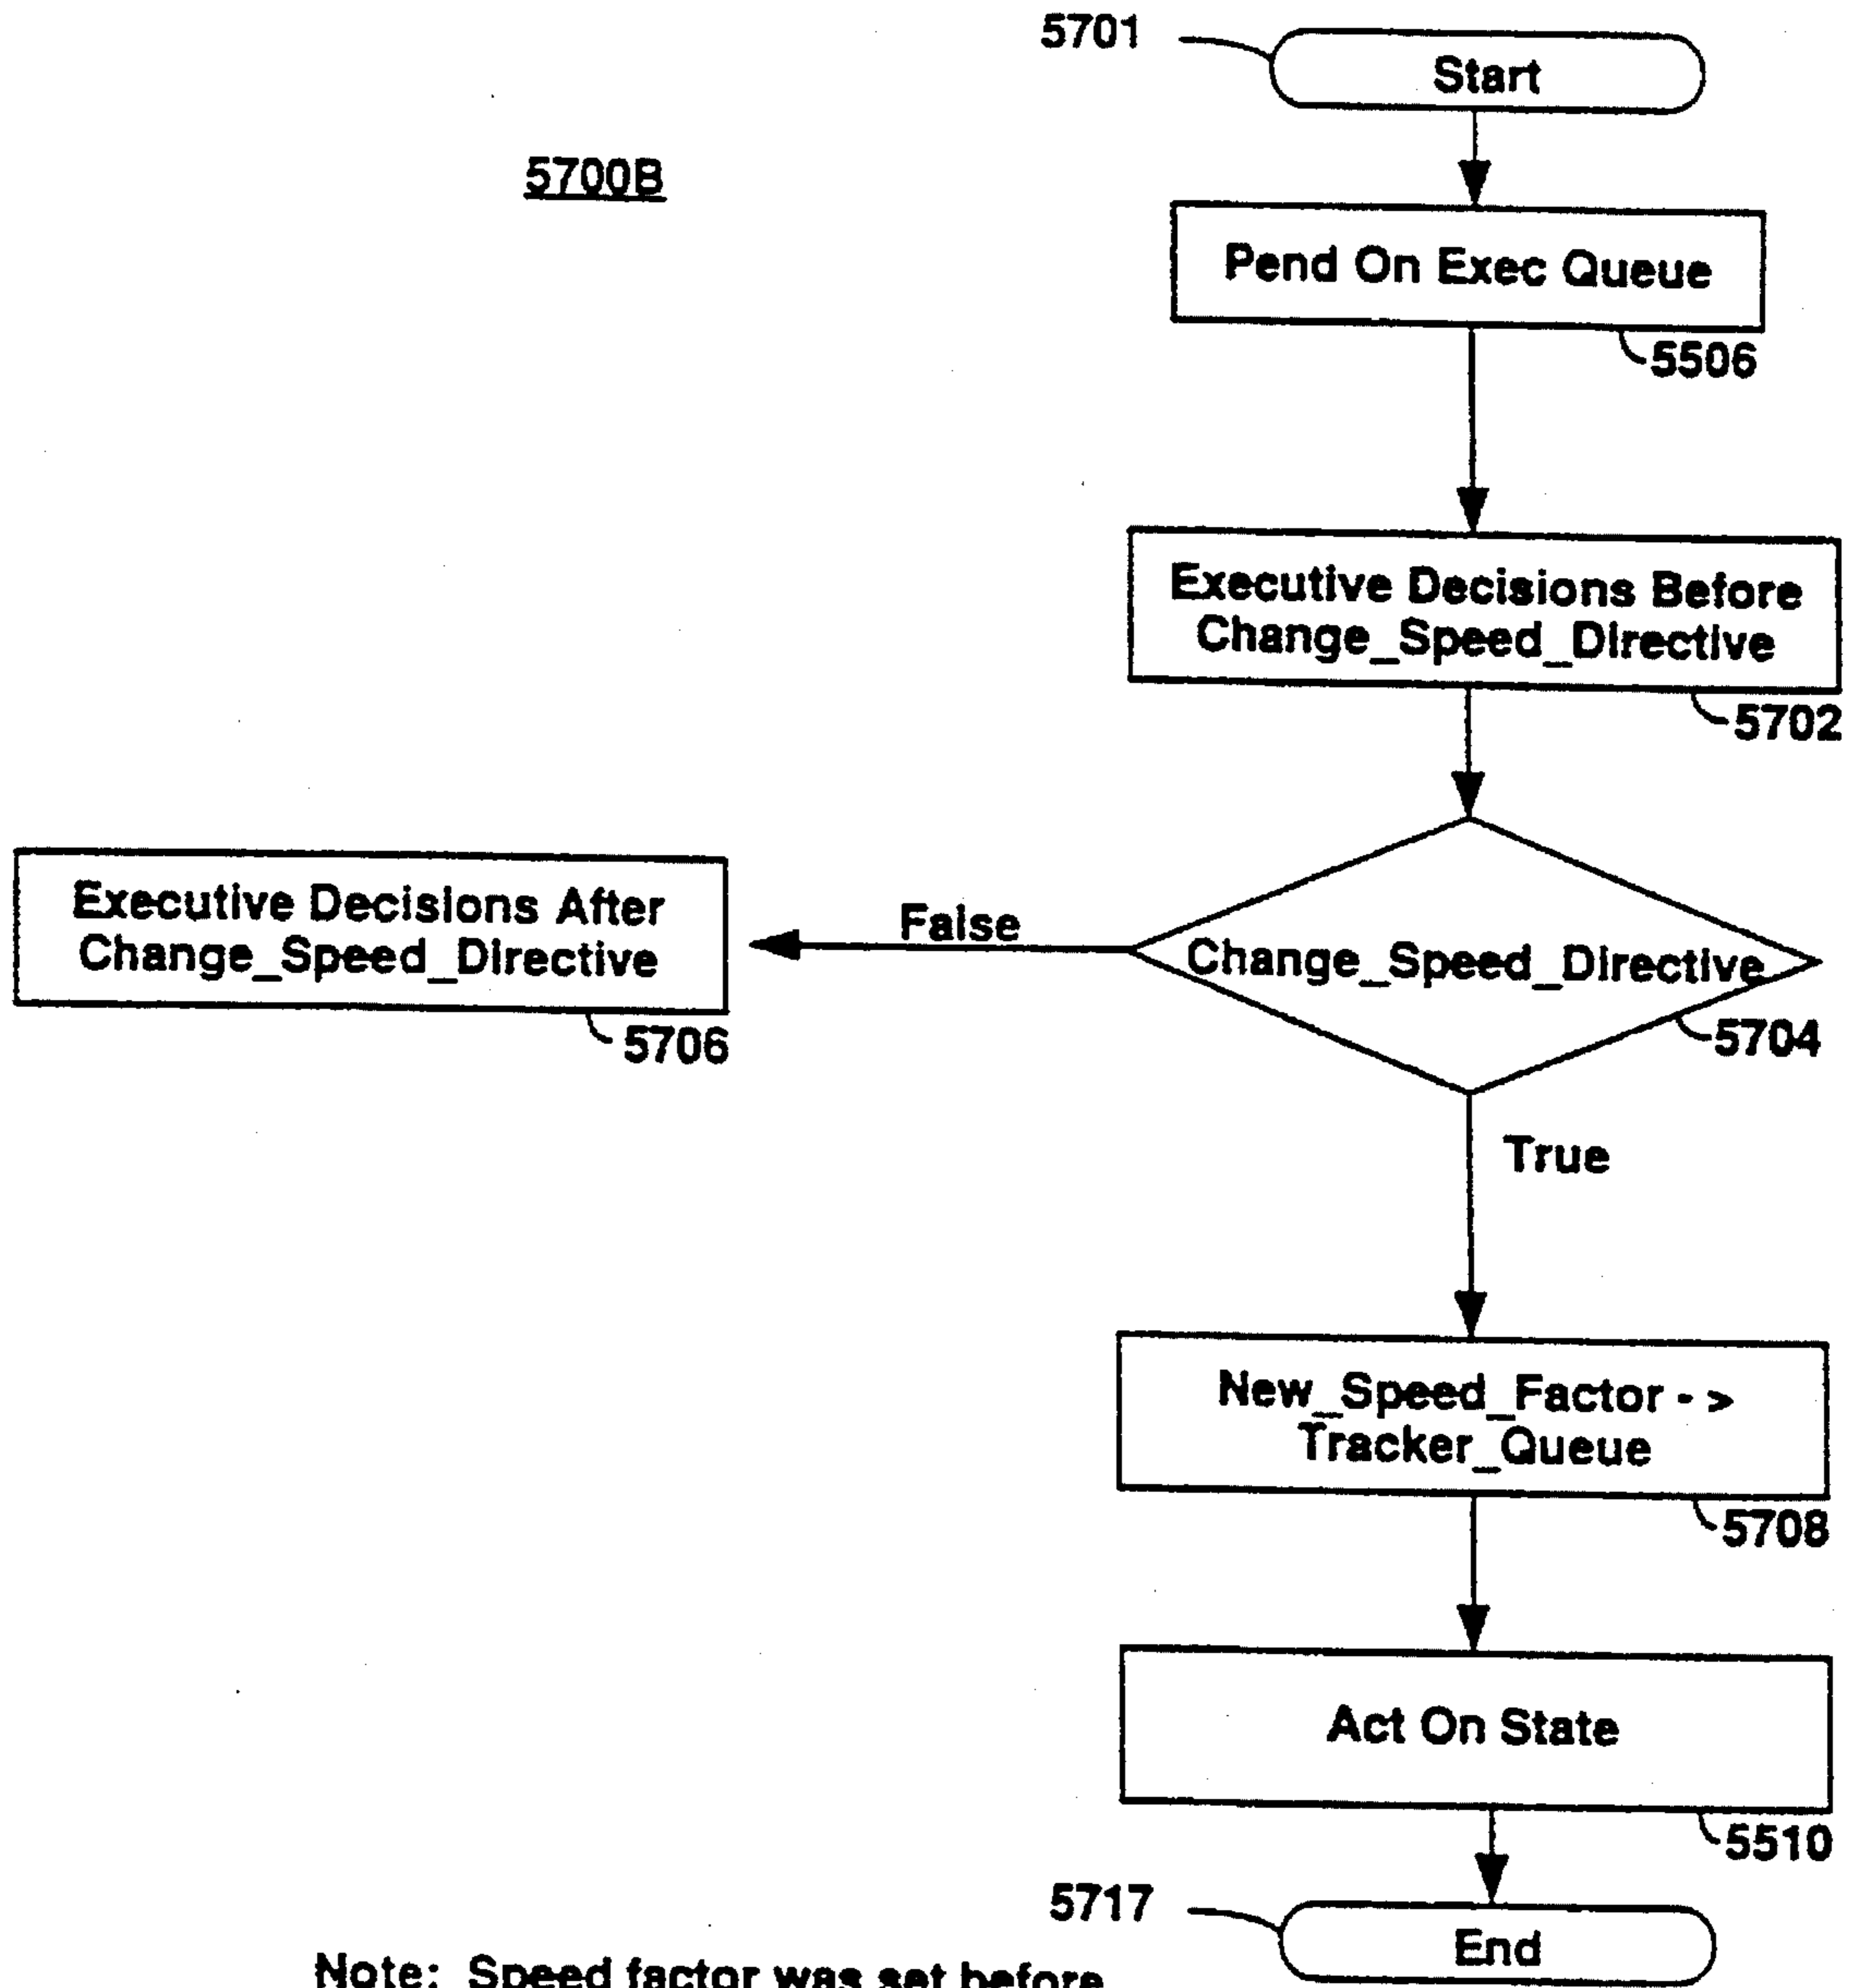 5701
Start
5700B
Pend On Exec Queue
5506
Executive Decisions Before
Change_Speed_Directive
5702
Executive Decisions After
Change_Speed_Directive
5706
False
Change_Speed_Directive
5704
True
New_Speed_Factor - >
Tracker_Queue
5708
Act On State
5510
5717
End
Note: Speed factor was set before